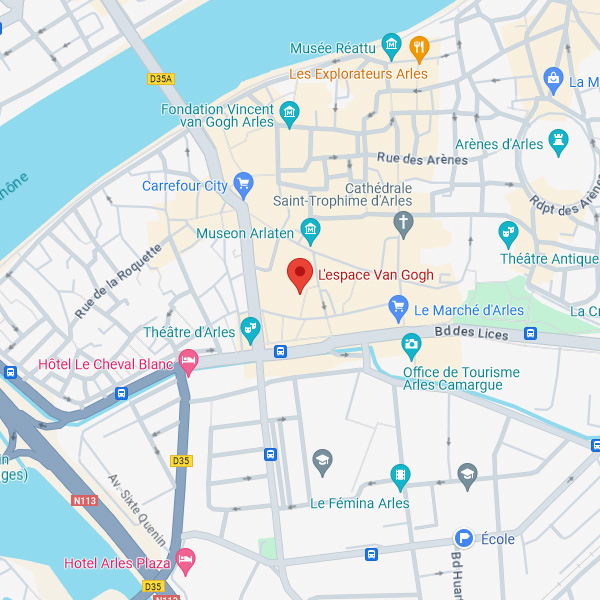 Musée Réattu
Les Explorateurs Arles
D35A
La M
Fondation Vincent
van Gogh Arles
Arènes d'Arles
Rue des Arènes
hône
Carrefour City
Cathédrale
Saint-Trophime d'Arles
Rdpt des Arènes
Museon Arlaten
Théâtre Antique
Rue de la Roquette
L'espace Van Gogh
Le Marché d'Arles
La Cr
Théâtre d'Arles
Bd des Lices
Hôtel Le Cheval Blanc
Office de Tourisme
Arles Camargue
in
ges)
D35
N113
Av. Sixte Quenin
Le Fémina Arles
P
École
Hotel Arles Plaza
Bd Huar
D35
N113